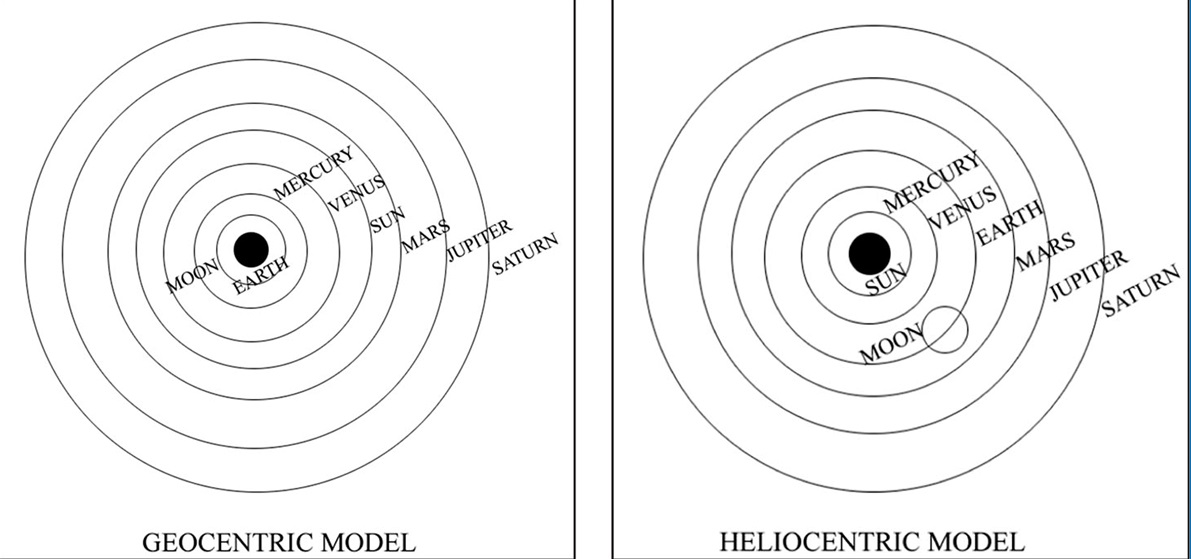 MERCURY
VENUS
SUN
MARS
JUPITER
SATURN
MOON
EARTH
GEOCENTRIC MODEL
MERCURY
VENUS
EARTH
MARS
JUPITER
SATURN
SUN
MOON
HELIOCENTRIC MODEL